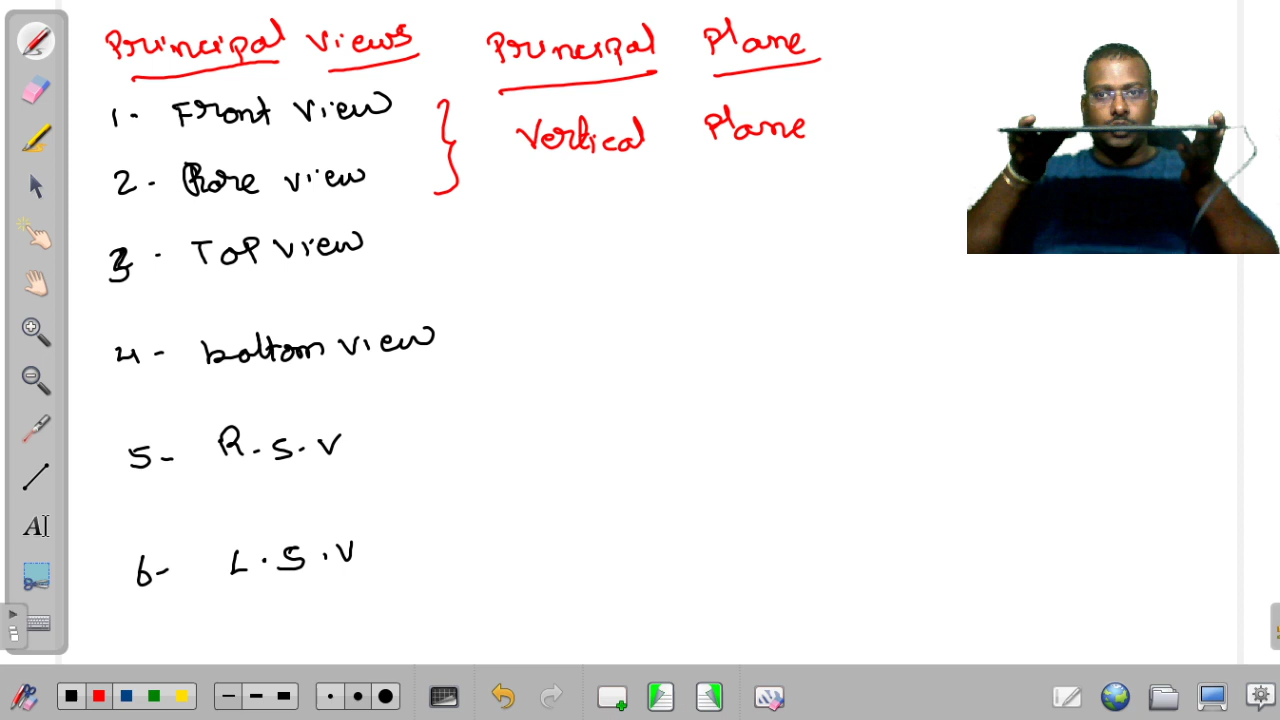 Principal Views Principal Plane
1. Front View Vertical Plane
2. Rore view
3. Top view
4- bottom view
5- R.S.V
6- L.S.V
AI